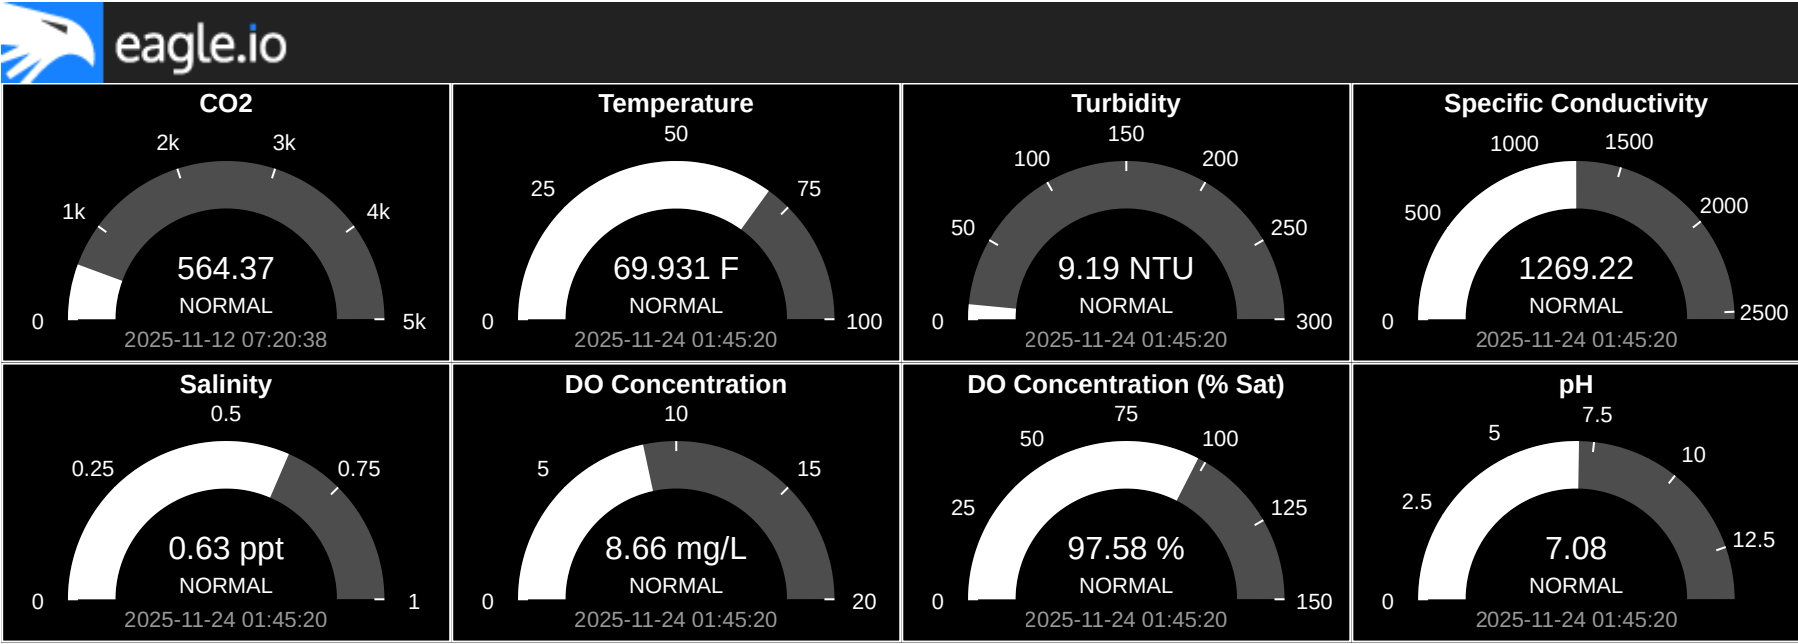 eagle.io
CO2
0
1k
2k
3k
4k
5k
564.37
NORMAL
2025-11-12 07:20:38
Temperature
0
25
50
75
100
69.931 F
NORMAL
2025-11-24 01:45:20
Turbidity
0
50
100
150
200
250
300
9.19 NTU
NORMAL
2025-11-24 01:45:20
Specific Conductivity
0
500
1000
1500
2000
2500
1269.22
NORMAL
2025-11-24 01:45:20
Salinity
0
0.25
0.5
0.75
1
0.63 ppt
NORMAL
2025-11-24 01:45:20
DO Concentration
0
5
10
15
20
8.66 mg/L
NORMAL
2025-11-24 01:45:20
DO Concentration (% Sat)
0
25
50
75
100
125
150
97.58 %
NORMAL
2025-11-24 01:45:20
pH
0
2.5
5
7.5
10
12.5
7.08
NORMAL
2025-11-24 01:45:20